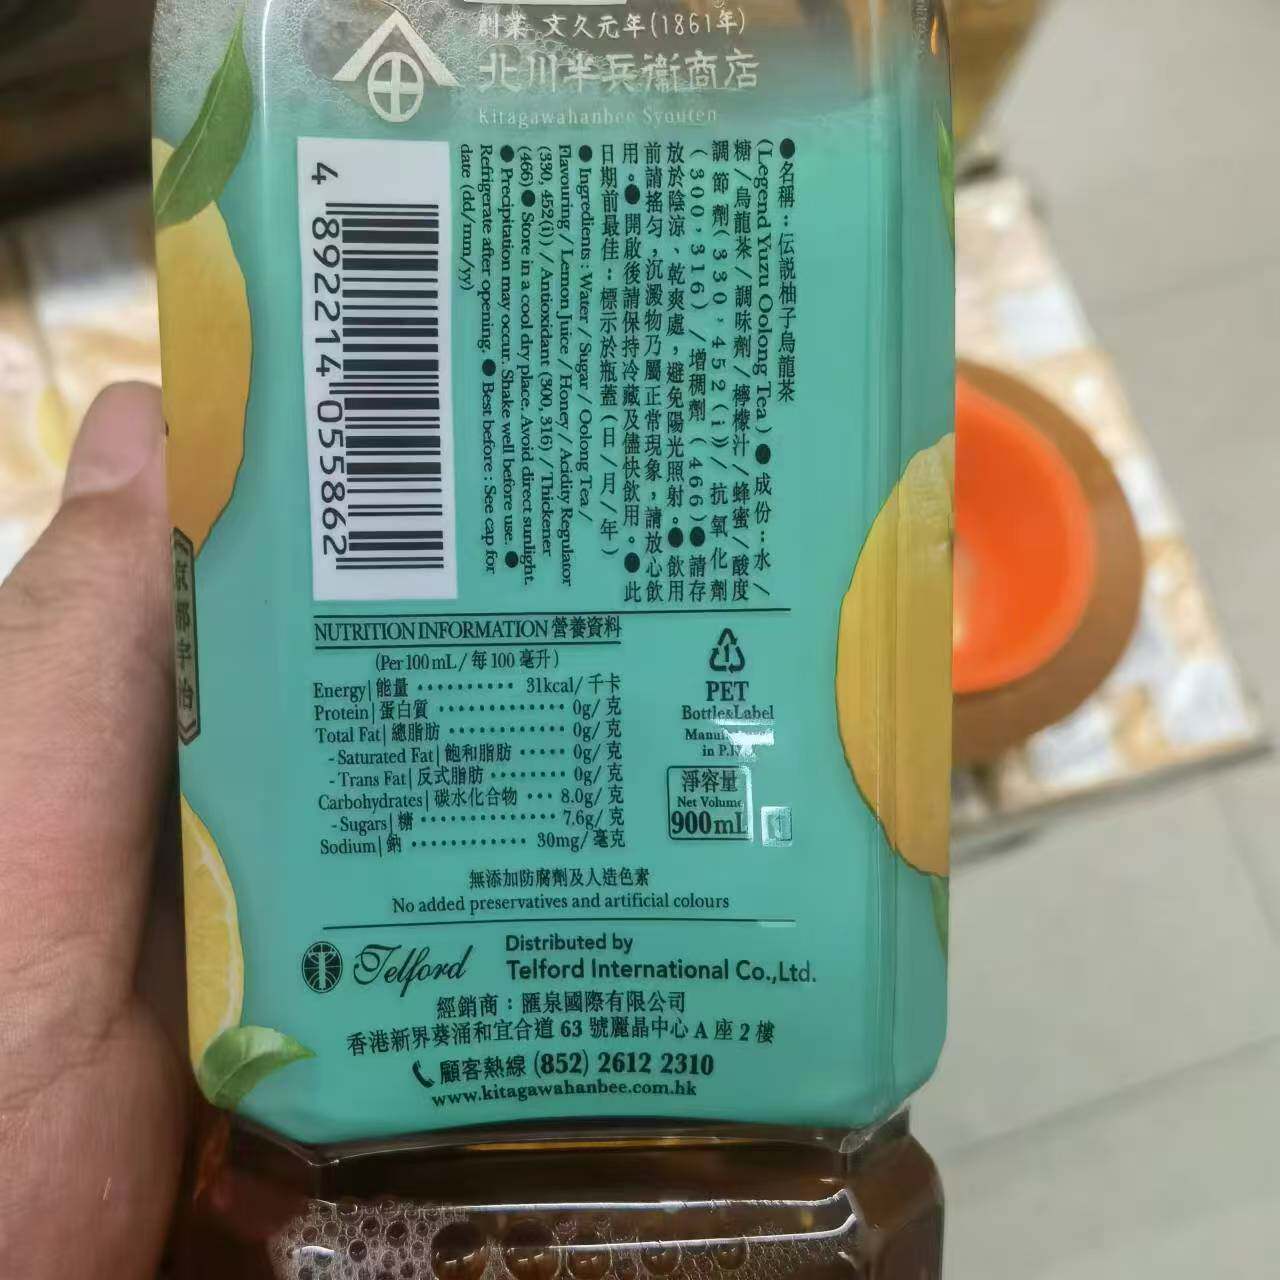 創業 文久元年(1861年)
北川半兵衞商店
Kitagawahanbee Syouten
●名稱：伝説柚子烏龍茶
(Legend Yuzu Oolong Tea) ● 成份：水 /
糖 / 烏龍茶 / 調味劑 / 檸檬汁 / 蜂蜜 / 酸度
調節劑 (330, 452(i)) / 抗氧化劑
(300, 316) / 增稠劑 (466) ● 請存
放於陰涼、乾爽處，避免陽光照射。● 飲用
前請搖勻，沉澱物乃屬正常現象，請放心飲
用。● 開啟後請保持冷藏及儘快飲用。● 此
日期前最佳：標示於瓶蓋 (日 / 月 / 年)
● Ingredients : Water / Sugar / Oolong Tea /
Flavouring / Lemon Juice / Honey / Acidity Regulator
(330, 452(i)) / Antioxidant (300, 316) / Thickener
(466) ● Store in a cool dry place. Avoid direct sunlight.
● Precipitation may occur. Shake well before use. ●
Refrigerate after opening. ● Best before : See cap for
date (dd/mm/yy)
4 892214 055862
京都宇治
NUTRITION INFORMATION 營養資料
(Per 100 mL / 每 100 毫升)
Energy| 能量 ·········· 31kcal/ 千卡
Protein| 蛋白質 ············· 0g/ 克
Total Fat| 總脂肪 ············ 0g/ 克
- Saturated Fat| 飽和脂肪 ····· 0g/ 克
- Trans Fat| 反式脂肪 ········ 0g/ 克
Carbohydrates| 碳水化合物 ··· 8.0g/ 克
- Sugars| 糖 ·············· 7.6g/ 克
Sodium| 鈉 ············ 30mg/ 毫克
1
PET
Bottle&Label
in
淨容量
Net Volume
900mL
無添加防腐劑及人造色素
No added preservatives and artificial colours
Telford
Distributed by
Telford International Co.,Ltd.
經銷商：匯泉國際有限公司
香港新界葵涌和宜合道 63 號麗晶中心 A 座 2 樓
顧客熱線 (852) 2612 2310
www.kitagawahanbee.com.hk